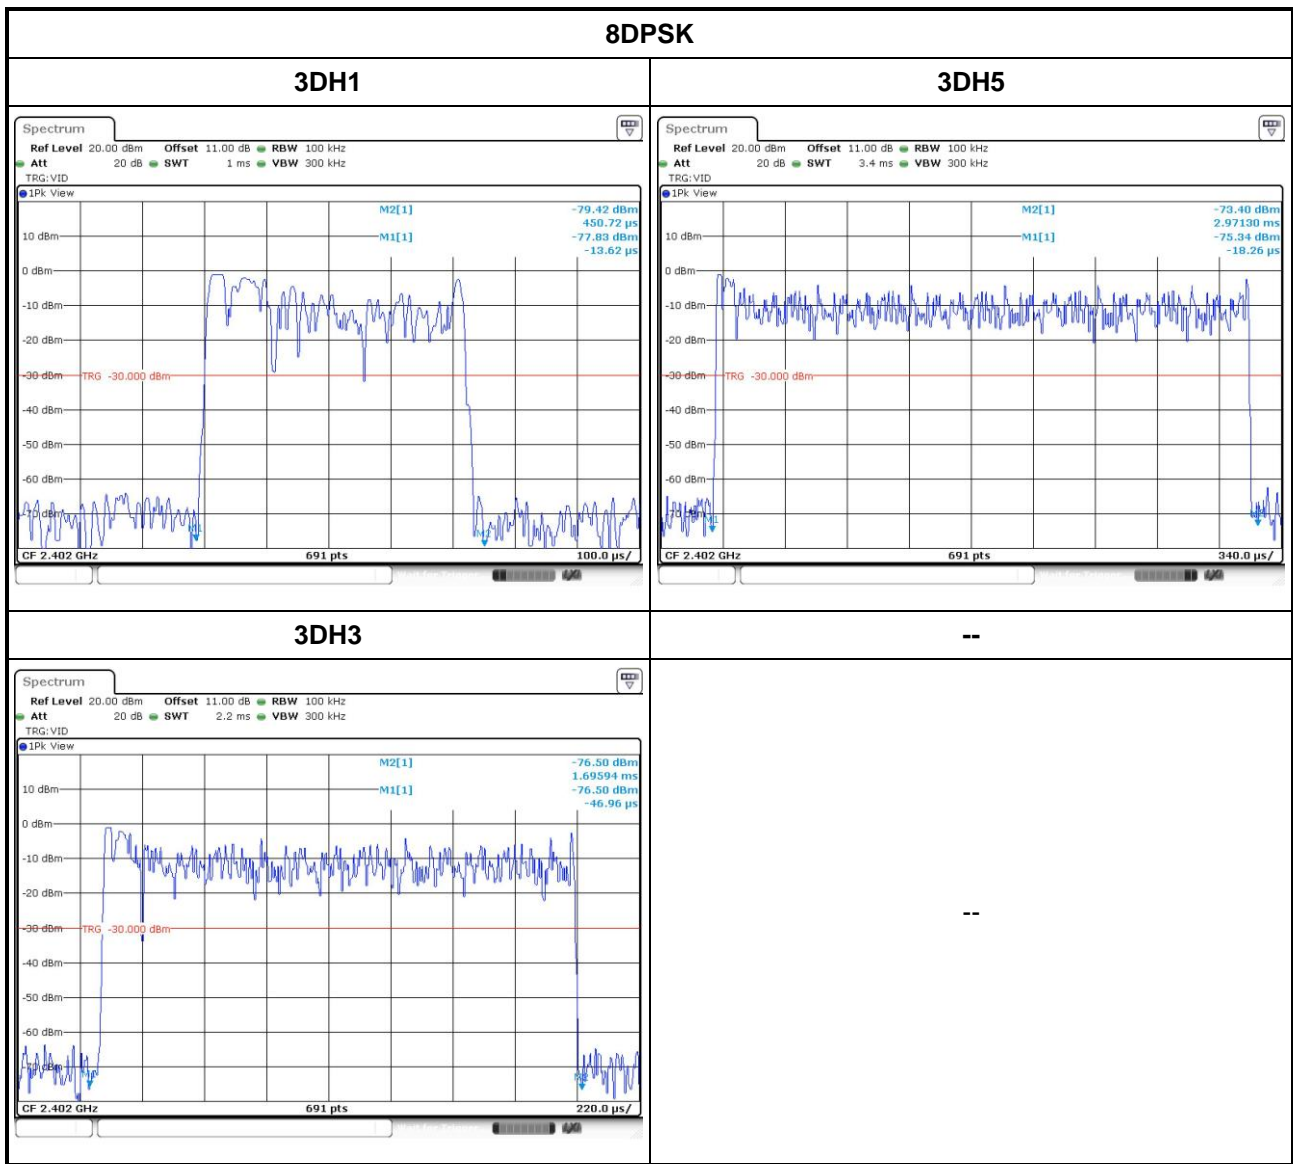 8DPSK
3DH1
3DH5
Spectrum
Ref Level 20.00 dBm Offset 11.00 dB RBW 100 kHz
Att 20 dB SWT 1 ms VBW 300 kHz
TRG:VID
1Pk View
M2[1] -79.42 dBm
450.72 µs
10 dBm M1[1] -77.83 dBm
-13.62 µs
0 dBm
-10 dBm
-20 dBm
-30 dBm TRG -30.000 dBm
-40 dBm
-50 dBm
-60 dBm
-70 dBm
M1
M2
CF 2.402 GHz 691 pts 100.0 µs/
Spectrum
Ref Level 20.00 dBm Offset 11.00 dB RBW 100 kHz
Att 20 dB SWT 3.4 ms VBW 300 kHz
TRG:VID
1Pk View
M2[1] -73.40 dBm
2.97130 ms
10 dBm M1[1] -75.34 dBm
-18.26 µs
0 dBm
-10 dBm
-20 dBm
-30 dBm TRG -30.000 dBm
-40 dBm
-50 dBm
-60 dBm
-70 dBm
M1
CF 2.402 GHz 691 pts 340.0 µs/
3DH3
--
Spectrum
Ref Level 20.00 dBm Offset 11.00 dB RBW 100 kHz
Att 20 dB SWT 2.2 ms VBW 300 kHz
TRG:VID
1Pk View
M2[1] -76.50 dBm
1.69594 ms
10 dBm M1[1] -76.50 dBm
-46.96 µs
0 dBm
-10 dBm
-20 dBm
-30 dBm TRG -30.000 dBm
-40 dBm
-50 dBm
-60 dBm
-70 dBm
CF 2.402 GHz 691 pts 220.0 µs/
--